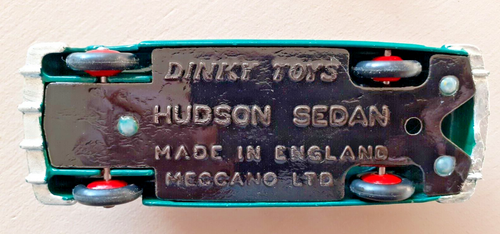 DINKY TOYS
HUDSON SEDAN
MADE IN ENGLAND
MECCANO LTD